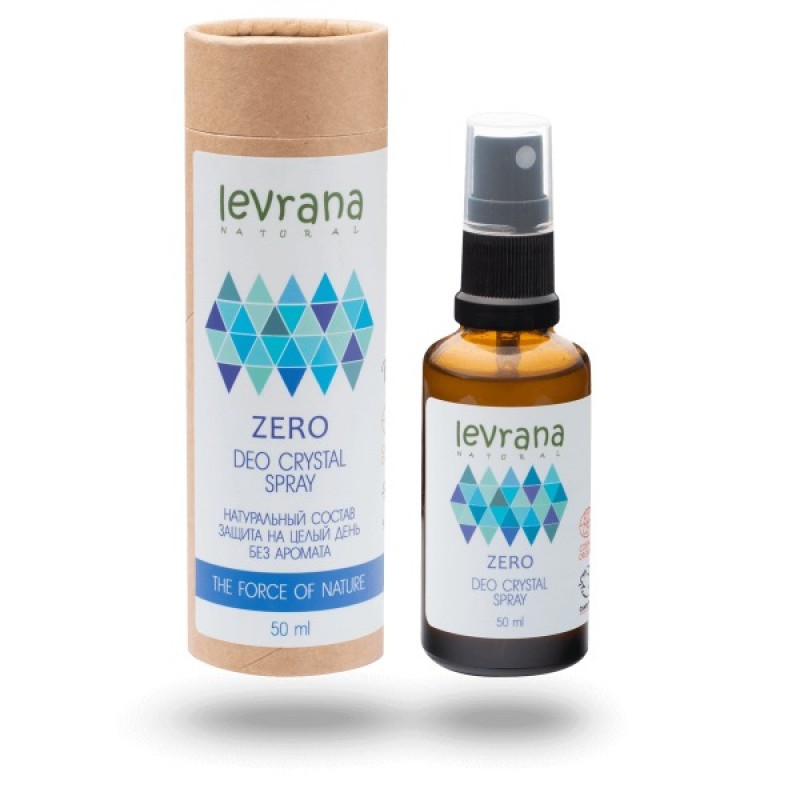 levrana
NATURAL
ZERO
DEO CRYSTAL
SPRAY
НАТУРАЛЬНЫЙ СОСТАВ
ЗАЩИТА НА ЦЕЛЫЙ ДЕНЬ
БЕЗ АРОМАТА
THE FORCE OF NATURE
50 ml
levrana
NATURAL
ZERO
DEO CRYSTAL
SPRAY
50 ml